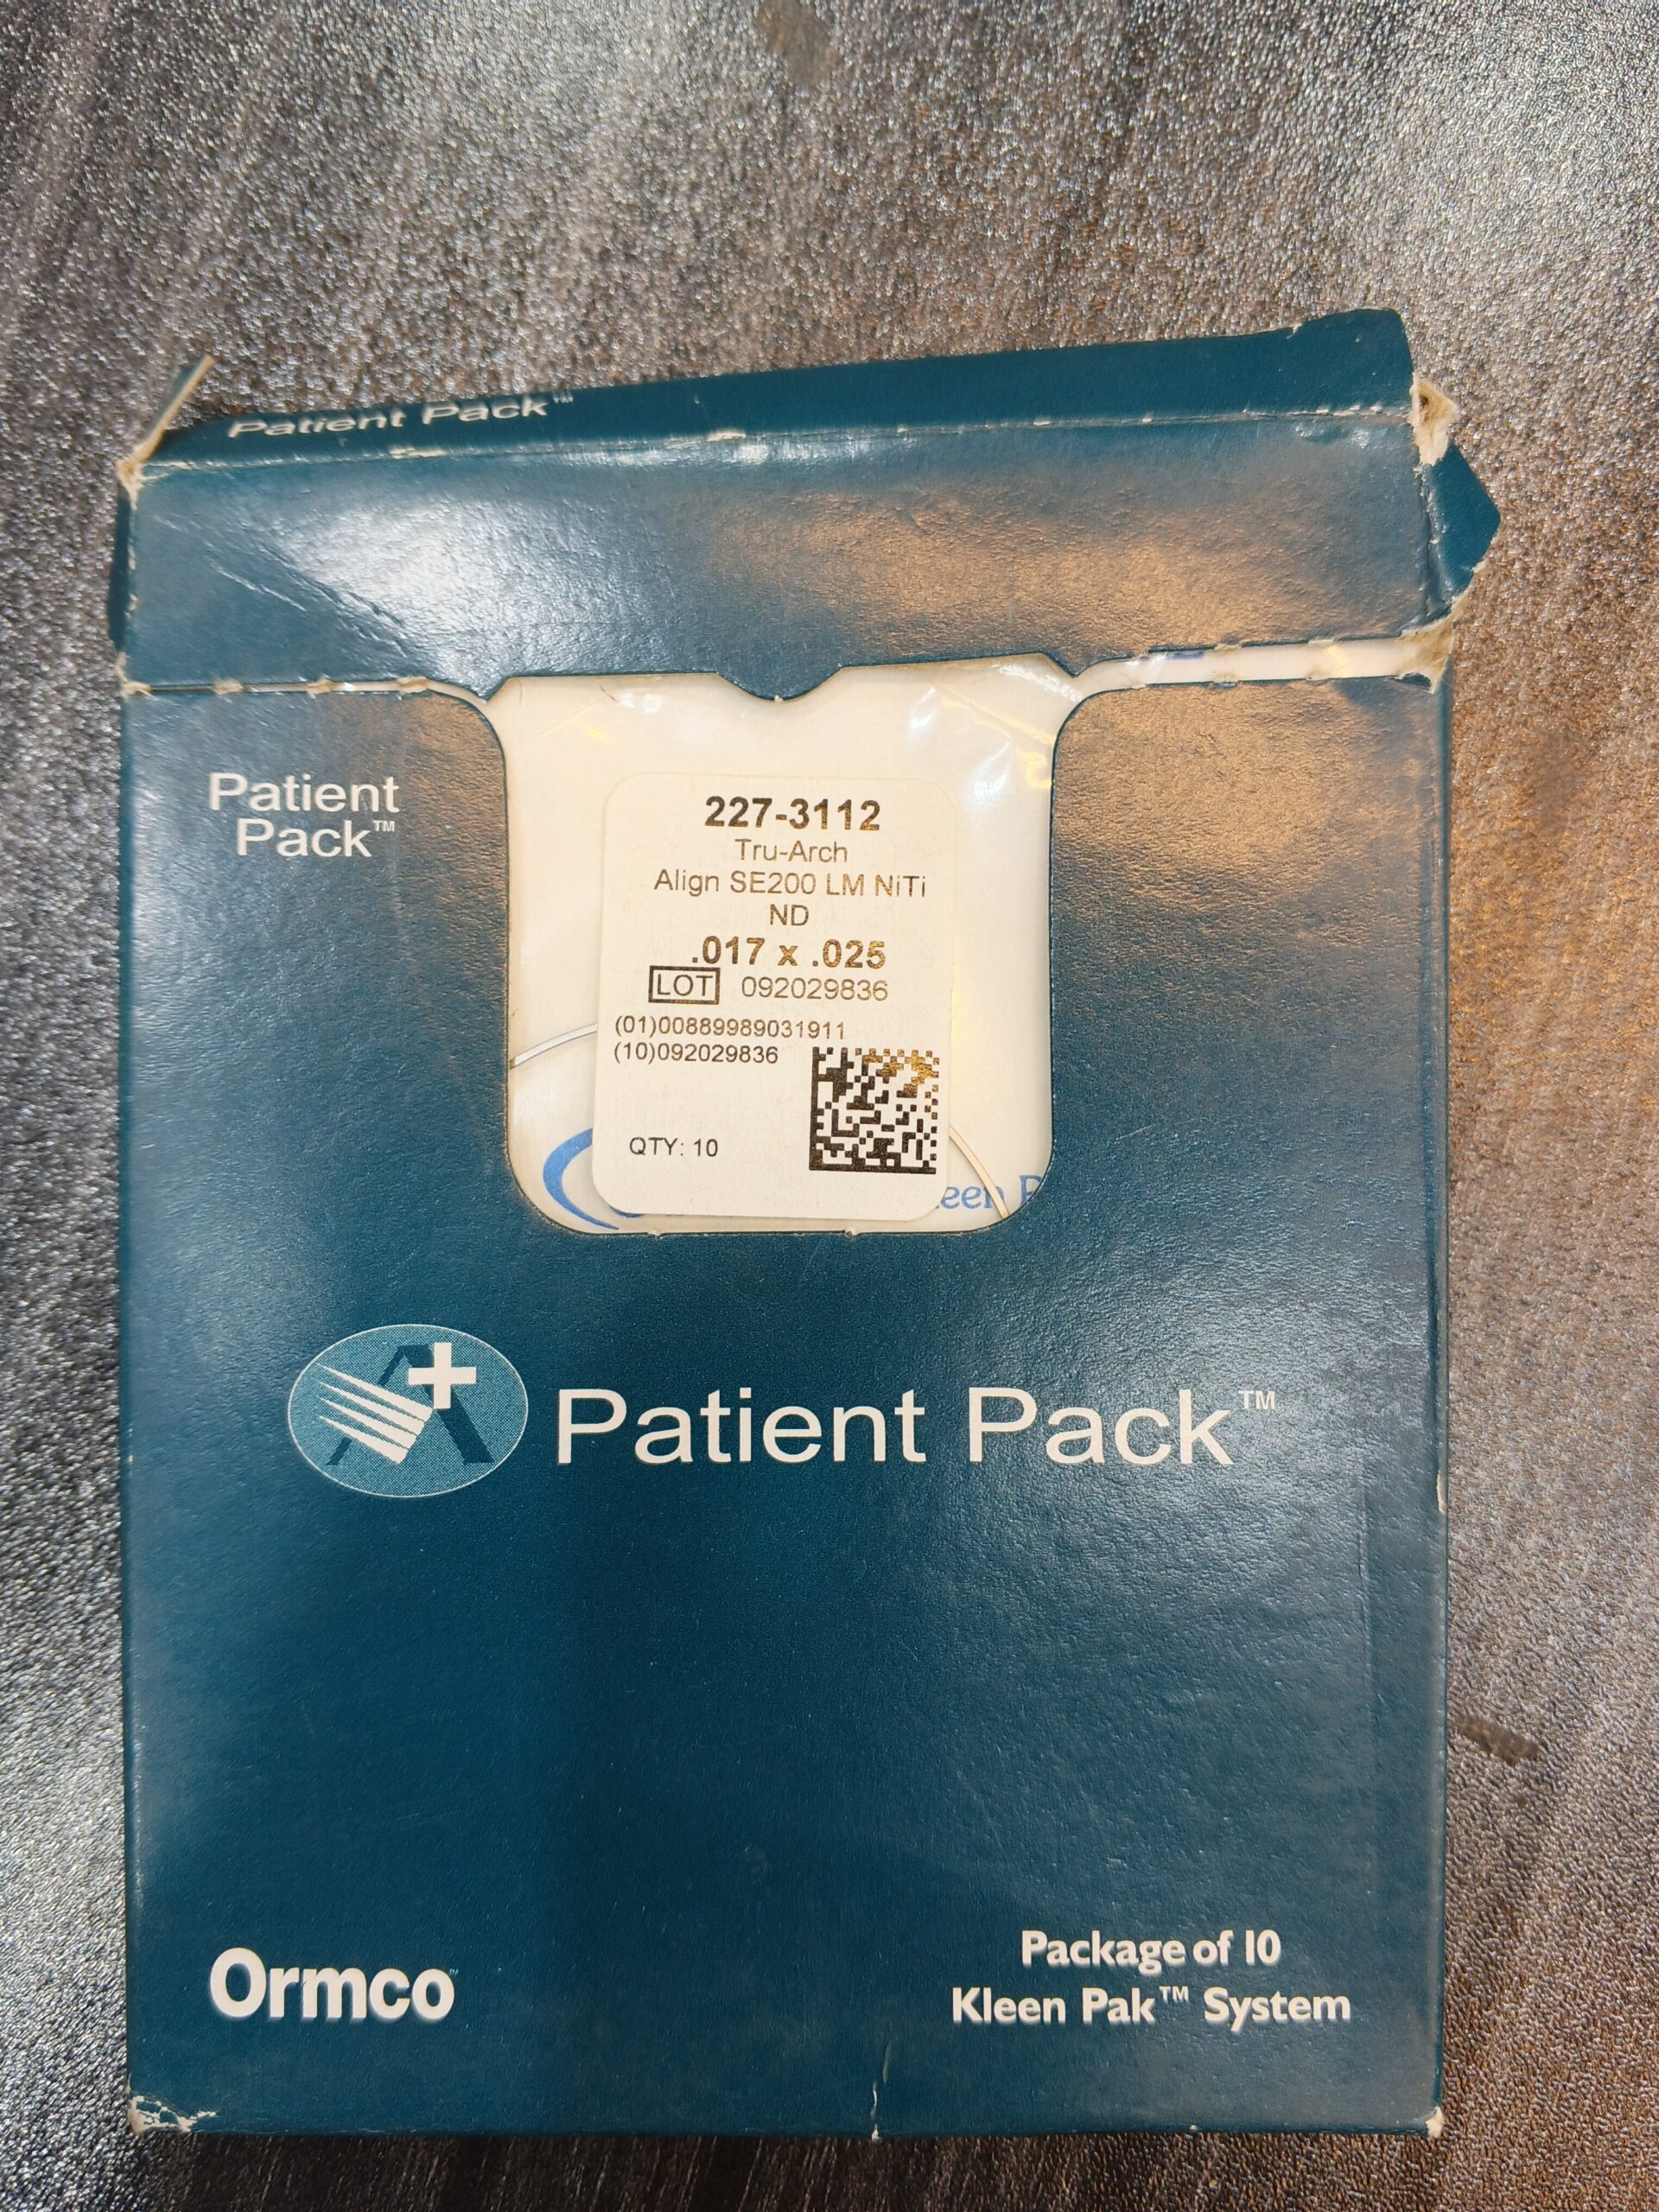 Patient Pack™
Patient
Pack™
227-3112
Tru-Arch
Align SE200 LM NiTi
ND
.017 x .025
LOT 092029836
(01)00889989031911
(10)092029836
QTY: 10
A+
Patient Pack™
Ormco
Package of 10
Kleen Pak™ System